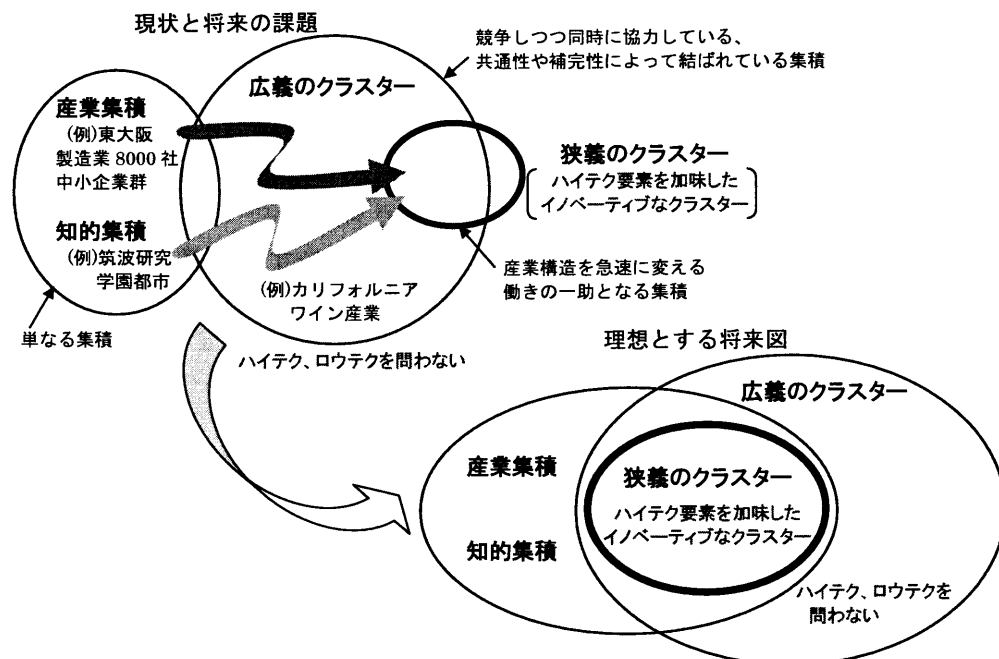 現状と将来の課題
競争しつつ同時に協力している、
共通性や補完性によって結ばれている集積
広義のクラスター
産業集積
(例)東大阪
製造業 8000 社
中小企業群
知的集積
(例)筑波研究
学園都市
狭義のクラスター
ハイテク要素を加味した
イノベーティブなクラスター
産業構造を急速に変える
働きの一助となる集積
(例)カリフォルニア
ワイン産業
単なる集積
ハイテク、ロウテクを問わない
理想とする将来図
広義のクラスター
産業集積
知的集積
狭義のクラスター
ハイテク要素を加味した
イノベーティブなクラスター
ハイテク、ロウテクを
問わない